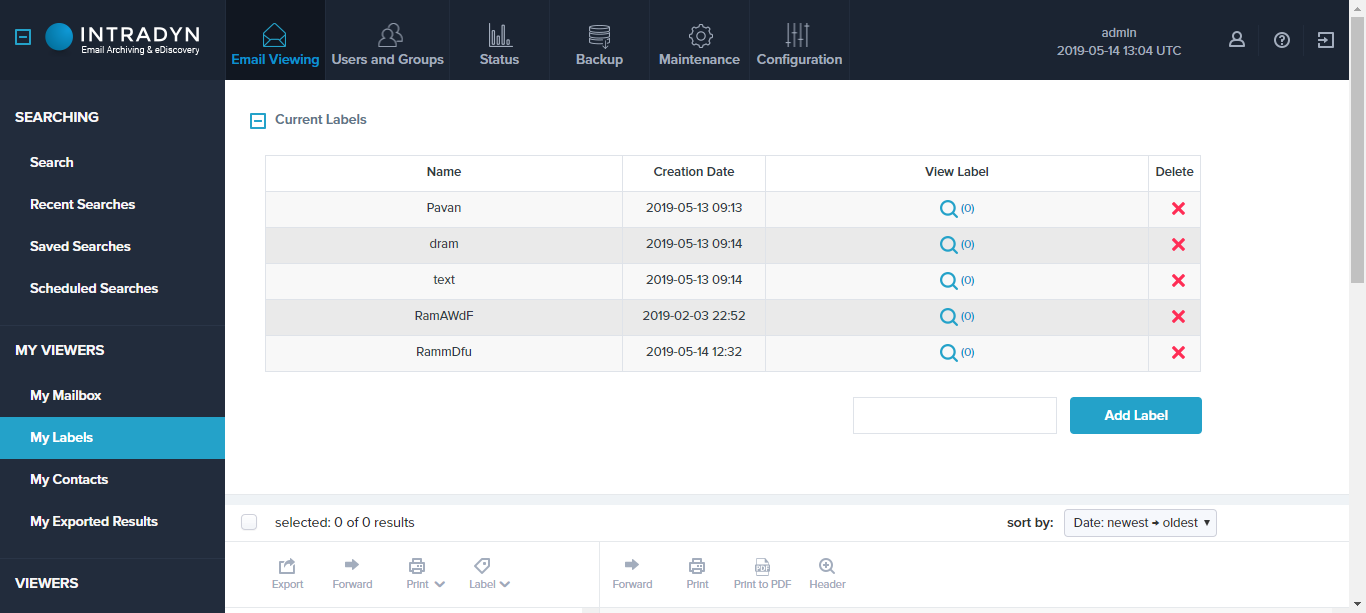 INTRADYN
Email Archiving & eDiscovery
Email Viewing
Users and Groups
Status
Backup
Maintenance
Configuration
admin
2019-05-14 13:04 UTC
SEARCHING
Search
Recent Searches
Saved Searches
Scheduled Searches
MY VIEWERS
My Mailbox
My Labels
My Contacts
My Exported Results
VIEWERS
Current Labels
Name Creation Date View Label Delete
Pavan 2019-05-13 09:13 (0)
dram 2019-05-13 09:14 (0)
text 2019-05-13 09:14 (0)
RamAWdF 2019-02-03 22:52 (0)
RammDfu 2019-05-14 12:32 (0)
Add Label
selected: 0 of 0 results
sort by: Date: newest → oldest
Export Forward Print Label
PDF
Forward Print Print to PDF Header